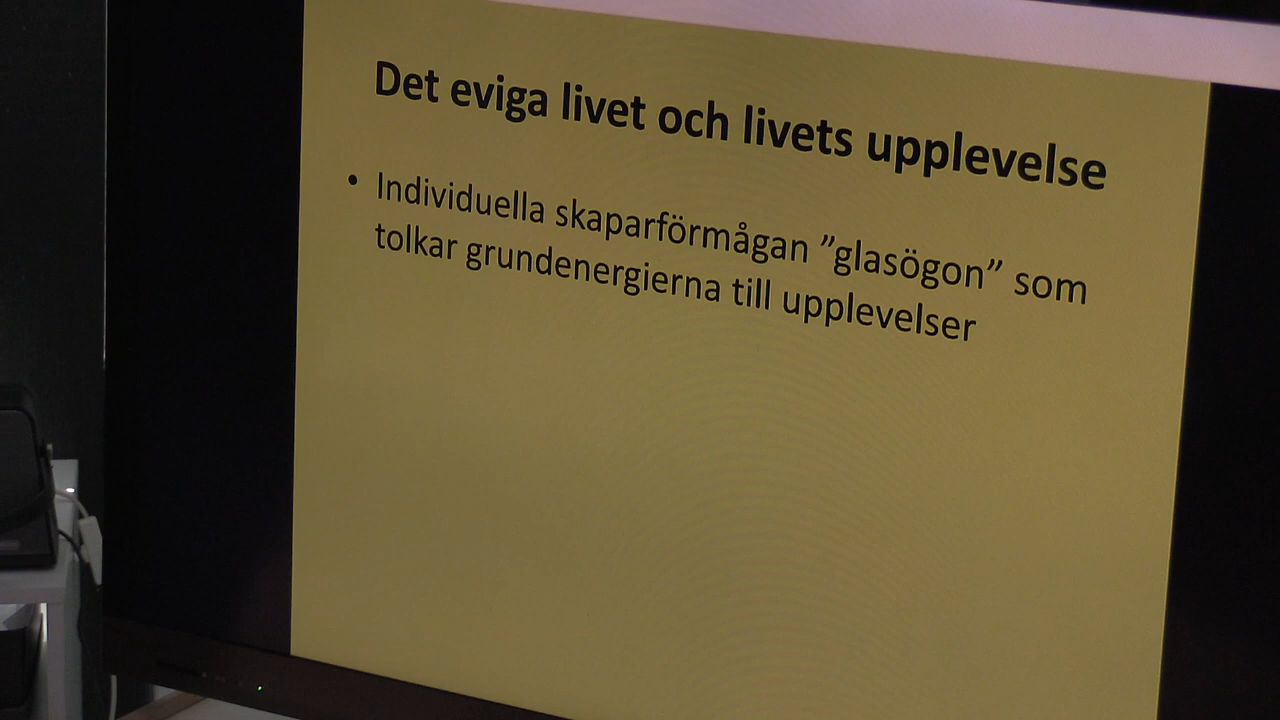 Det eviga livet och livets upplevelse
• Individuella skaparförmågan ”glasögon” som
tolkar grundenergierna till upplevelser